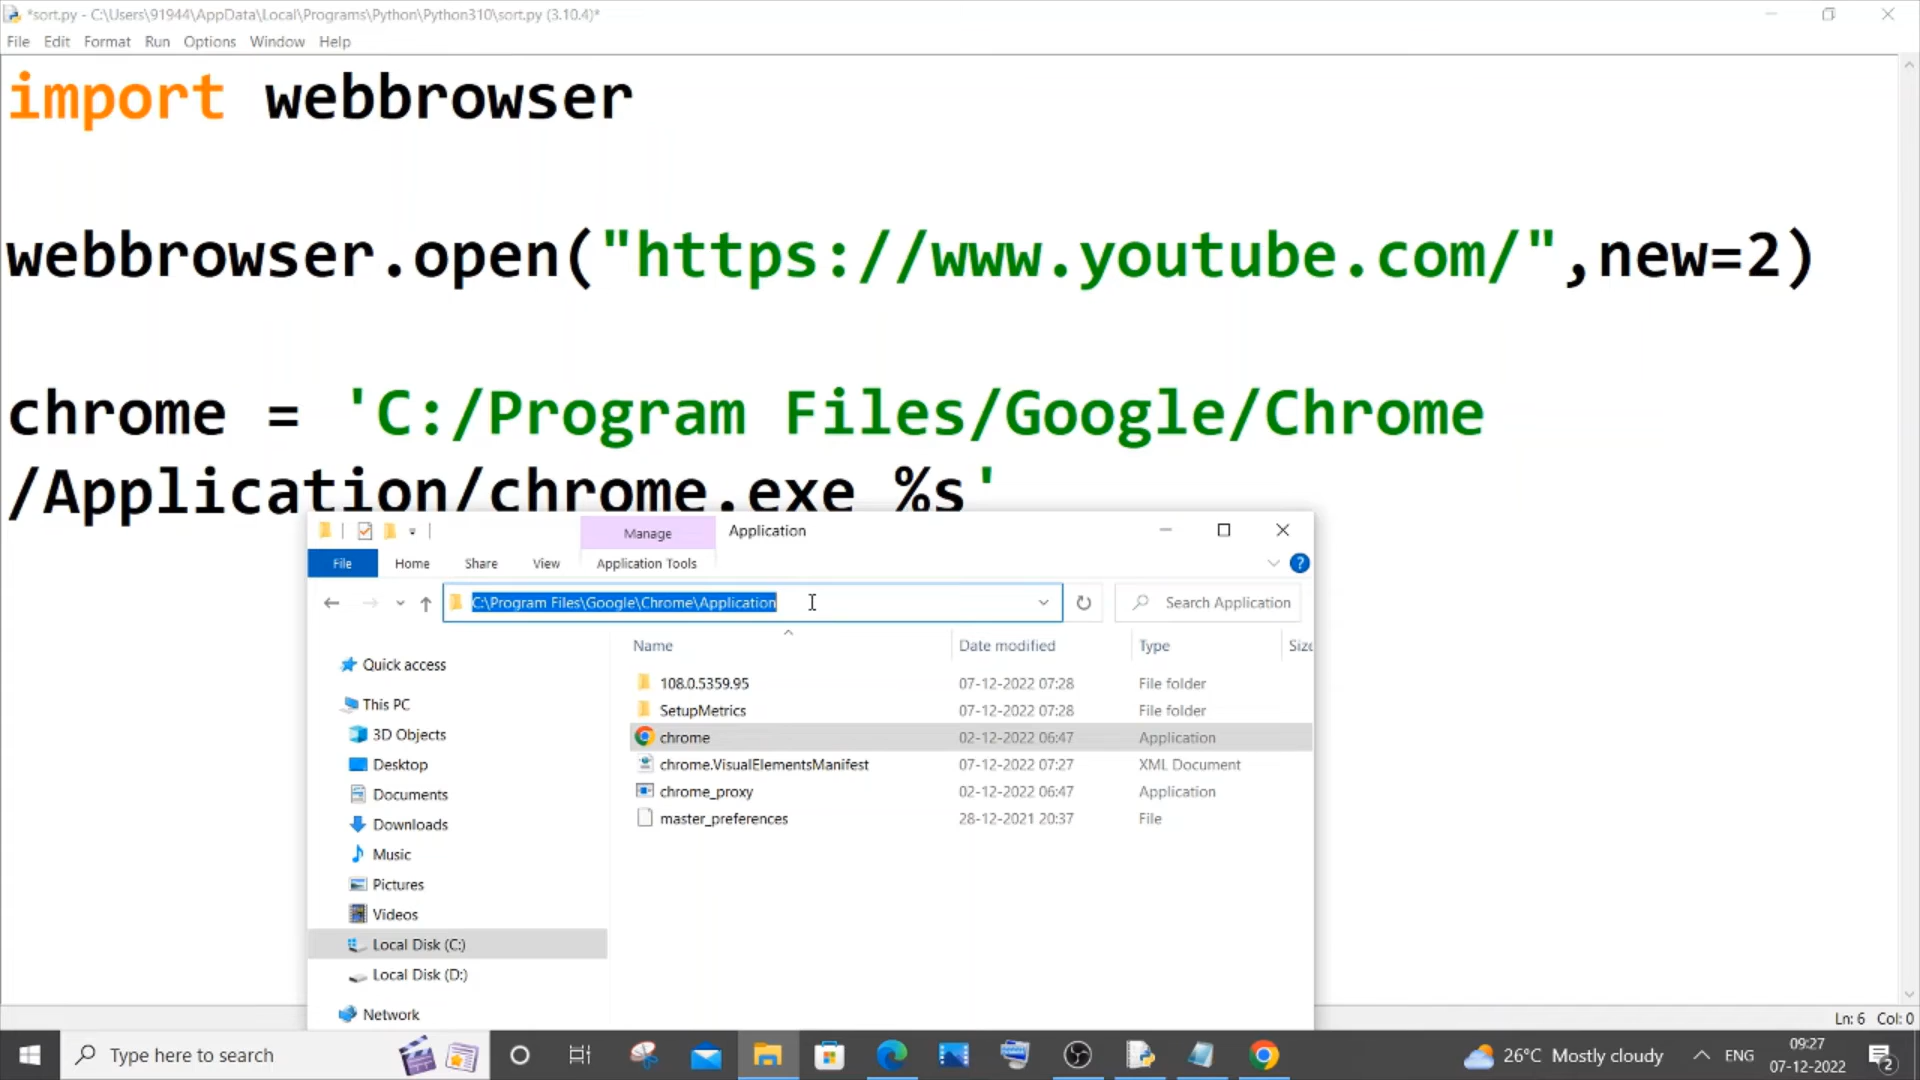 *sort.py - C:\Users\91944\AppData\Local\Programs\Python\Python310\sort.py (3.10.4)*
File Edit Format Run Options Window Help
import webbrowser
webbrowser.open("https://www.youtube.com/",new=2)
chrome = 'C:/Program Files/Google/Chrome
/Application/chrome.exe %s'
Manage Application
File Home Share View Application Tools
C:\Program Files\Google\Chrome\Application
Search Application
Name Date modified Type Size
108.0.5359.95 07-12-2022 07:28 File folder
SetupMetrics 07-12-2022 07:28 File folder
chrome 02-12-2022 06:47 Application
chrome.VisualElementsManifest 07-12-2022 07:27 XML Document
chrome_proxy 02-12-2022 06:47 Application
master_preferences 28-12-2021 20:37 File
Quick access
This PC
3D Objects
Desktop
Documents
Downloads
Music
Pictures
Videos
Local Disk (C:)
Local Disk (D:)
Network
Ln: 6 Col: 0
Type here to search
26°C Mostly cloudy
ENG
09:27
07-12-2022
2